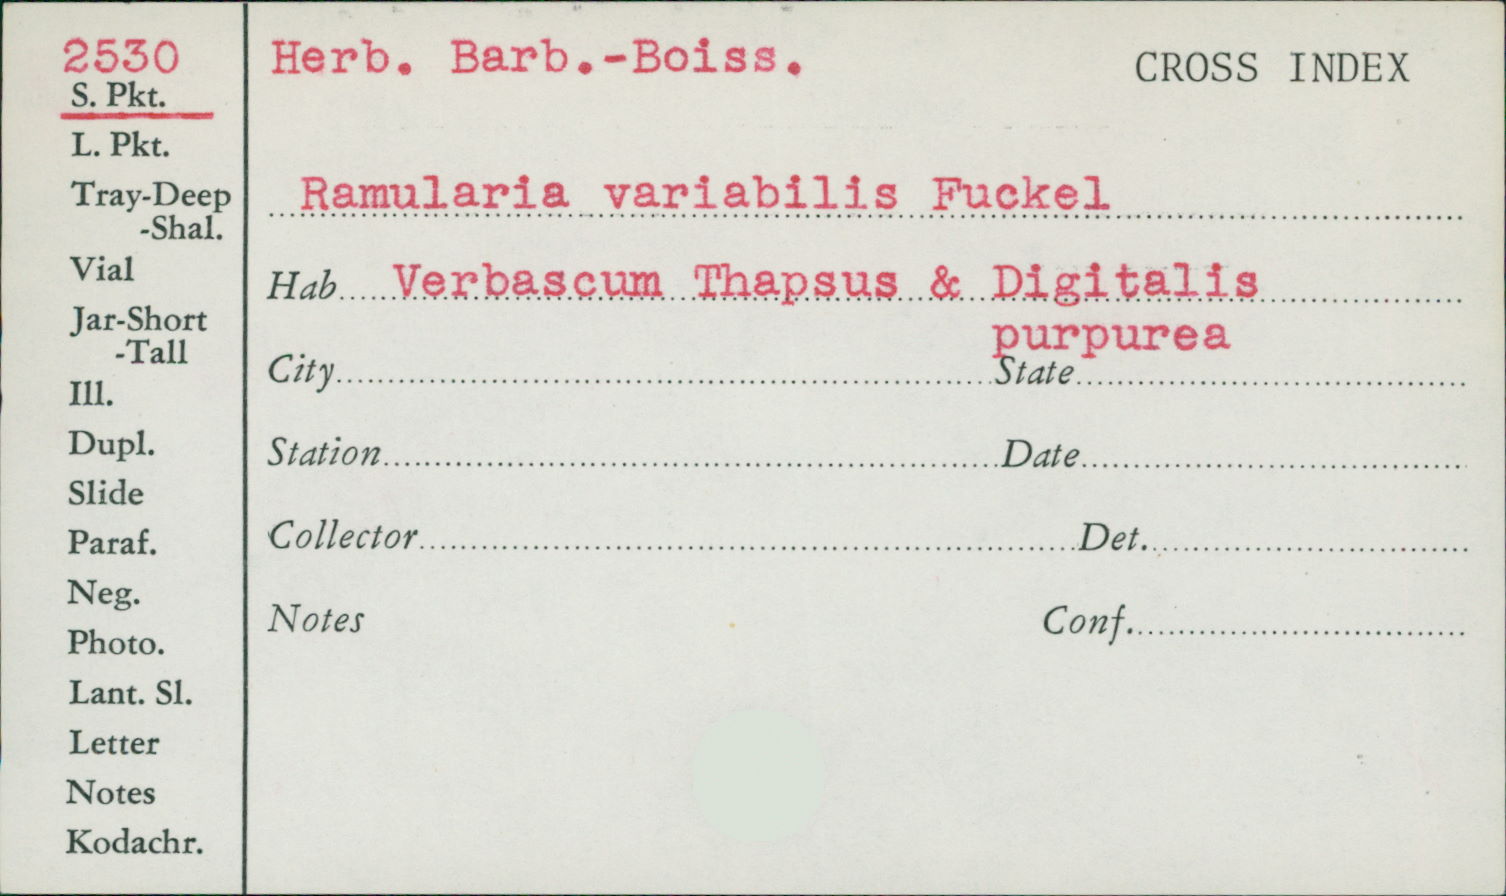 2530
S. Pkt.
L. Pkt.
Tray-Deep
-Shal.
Vial
Jar-Short
-Tall
Ill.
Dupl.
Slide
Paraf.
Neg.
Photo.
Lant. Sl.
Letter
Notes
Kodachr.
Herb. Barb.-Boiss.
CROSS INDEX
Ramularia variabilis Fuckel
Hab. Verbascum Thapsus & Digitalis
purpurea
City State
Station Date
Collector Det.
Notes Conf.